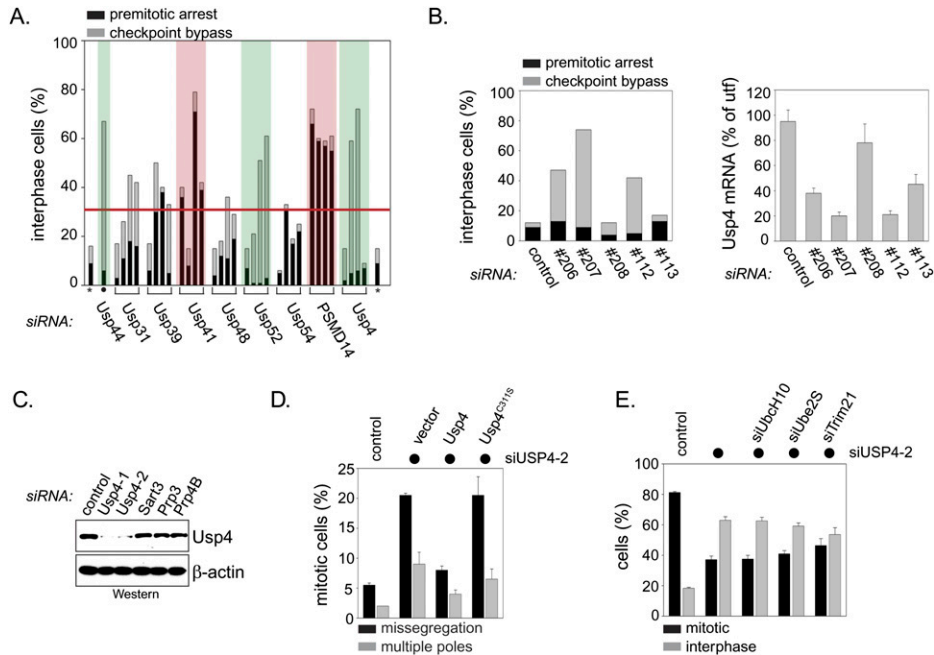 A.
premitotic arrest
checkpoint bypass
interphase cells (%)
100
80
60
40
20
0
* •
*
siRNA:
Usp44
Usp31
Usp39
Usp41
Usp48
Usp52
Usp54
PSMD14
Usp4
B.
premitotic arrest
checkpoint bypass
interphase cells (%)
100
80
60
40
20
0
siRNA:
control
#206
#207
#208
#112
#113
Usp4 mRNA (% of utf)
120
100
80
60
40
20
0
siRNA:
control
#206
#207
#208
#112
#113
C.
siRNA:
control
Usp4-1
Usp4-2
Sart3
Prp3
Prp4B
Usp4
β-actin
Western
D.
control
vector
Usp4
Usp4C311S
siUSP4-2
mitotic cells (%)
25
20
15
10
5
0
missegregation
multiple poles
E.
control
siUbcH10
siUbe2S
siTrim21
siUSP4-2
cells (%)
100
80
60
40
20
0
mitotic
interphase